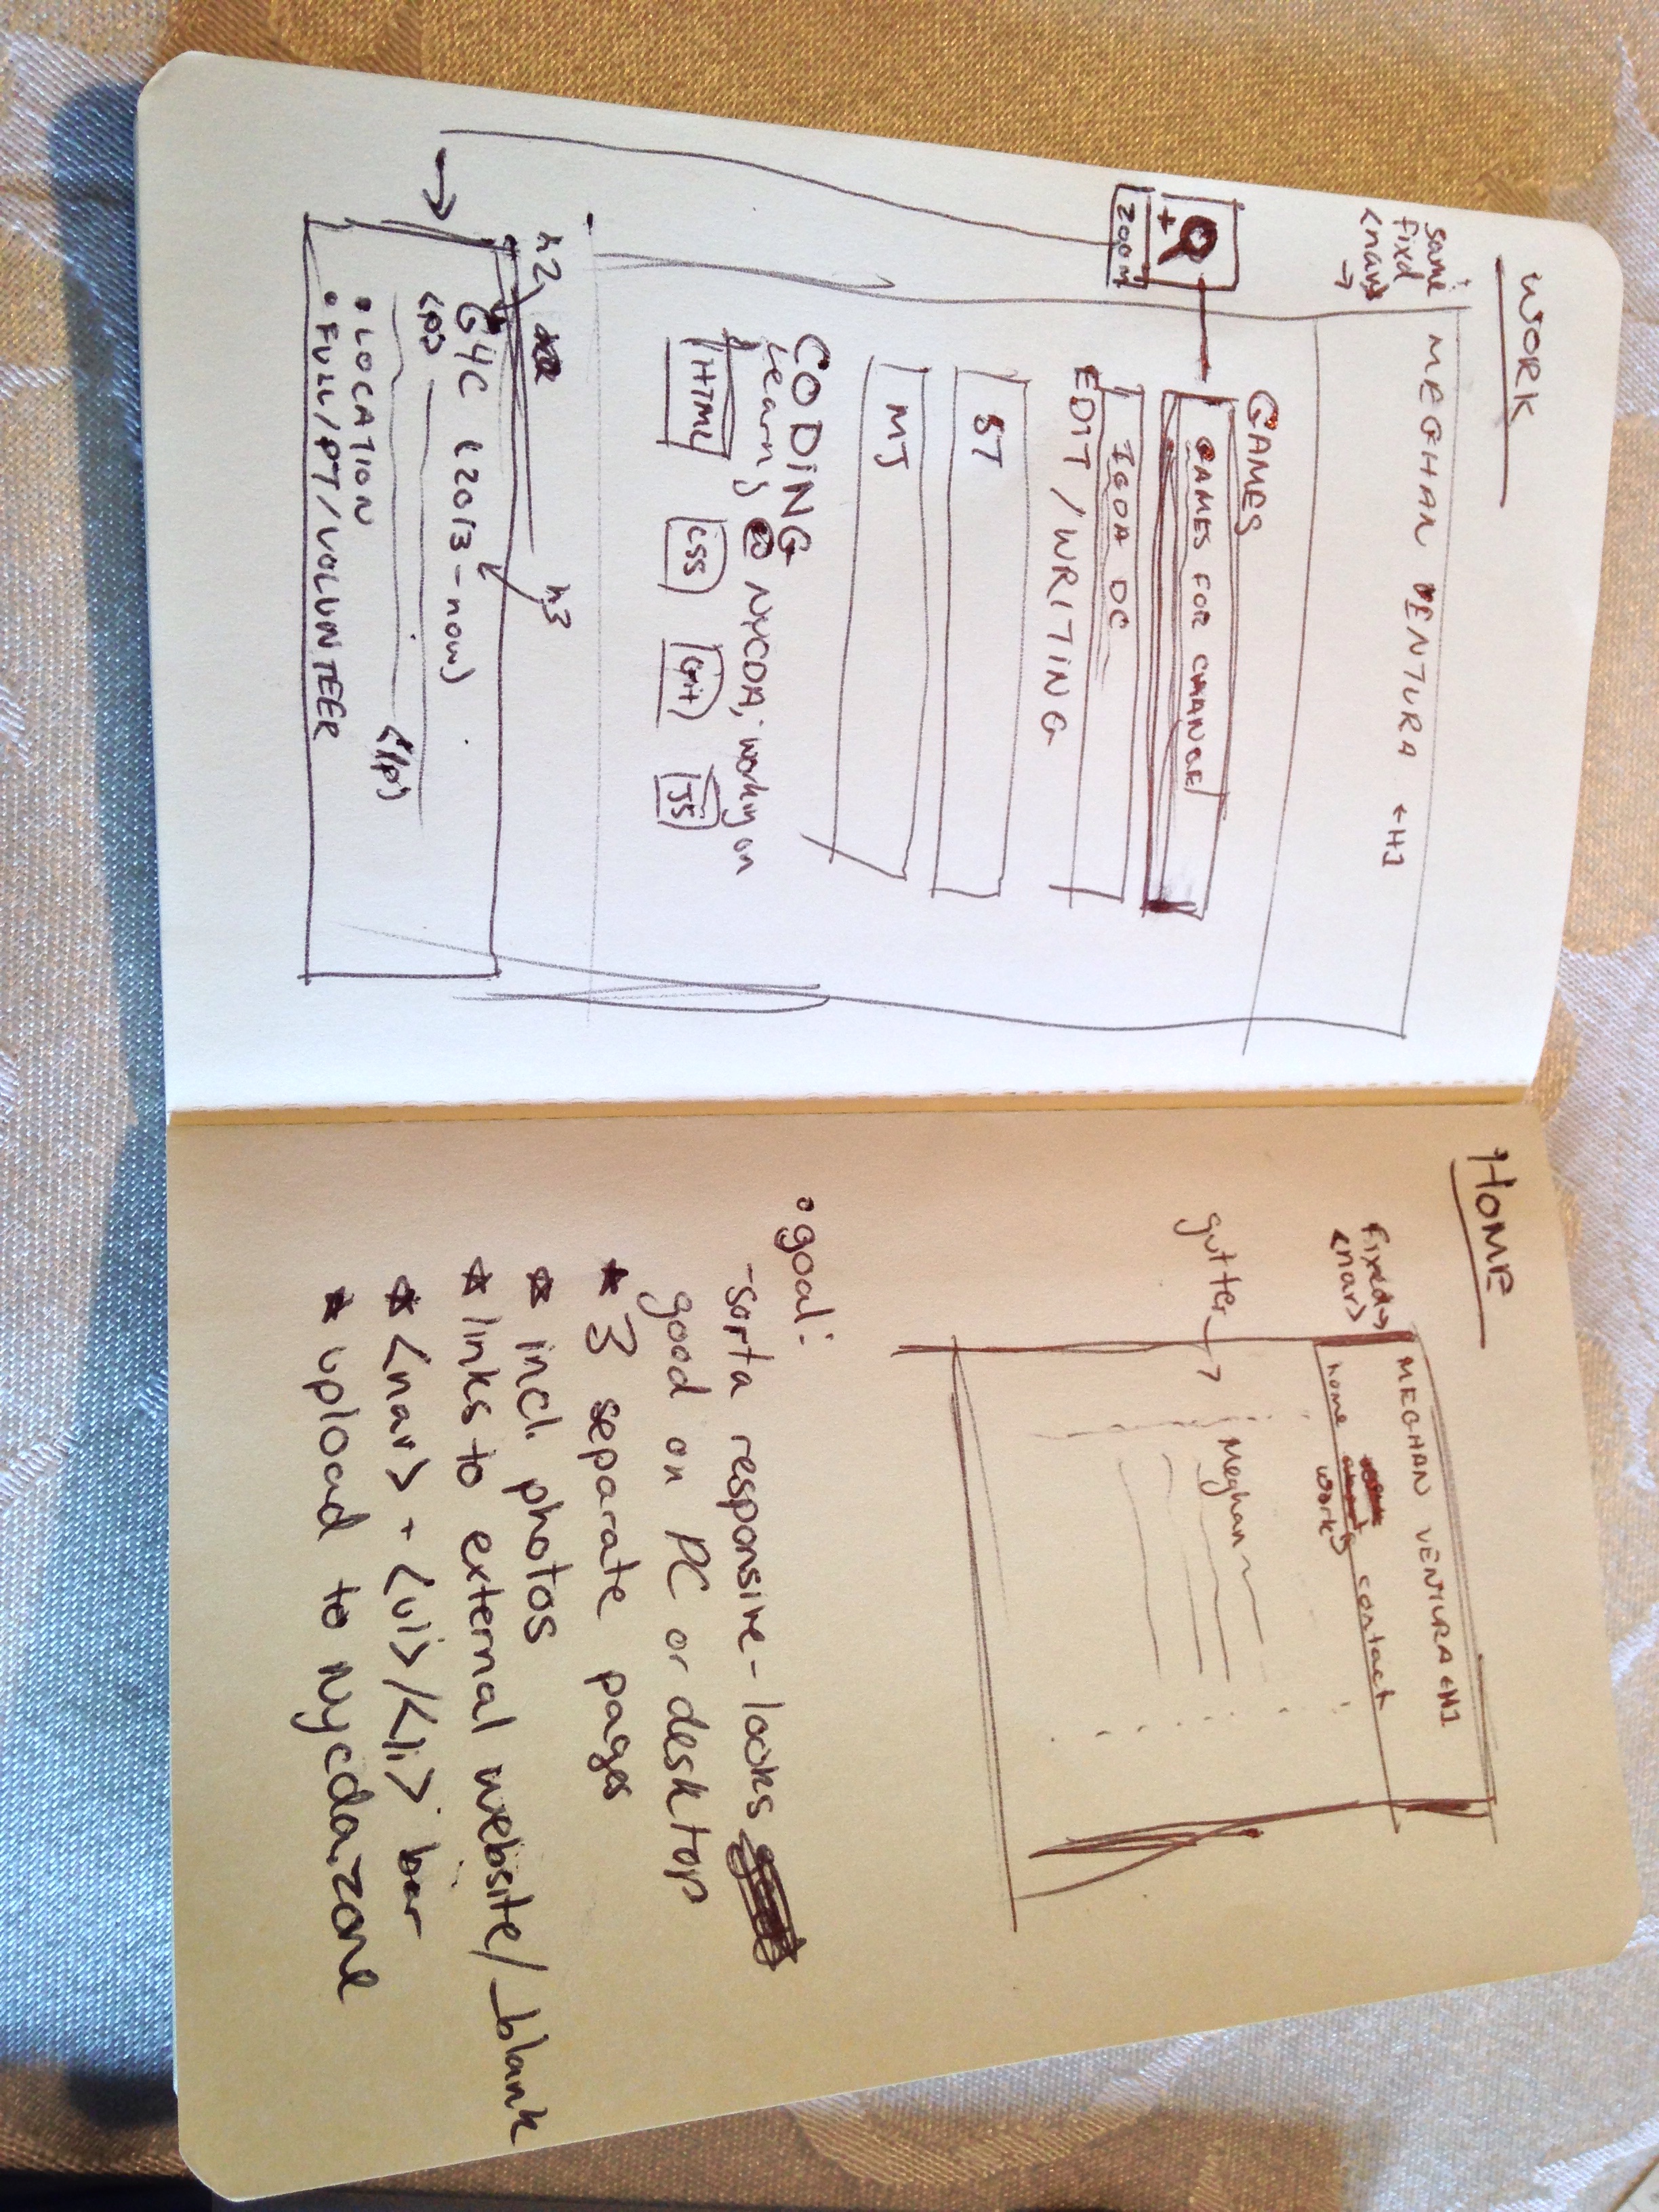 WORK
same
fixd
<nav>
→
MEGHAN VENTURA ←H1
GAMES
GAMES FOR CHANGE
+
ZOOM
IGDA DC
EDIT/WRITING
ST
MJ
CODING
Learning @ NYCDA; working on
HTML
CSS
Git
JS
h2
h3
→
G4C (2013-now)
<p>
</p>
• LOCATION
• FULL/PT/VOLUNTEER
HOME
fixed→
<nav>
MEGHAN VENTURA ←H1
home
work
contact
gutter
Meghan
• goal:
- sorta responsive - looks
good on PC or desktop
★ 3 separate pages
★ incl. photos
★ links to external website/_blank
★ <nav> + <ul>/<li> bar
★ upload to nycda.zone